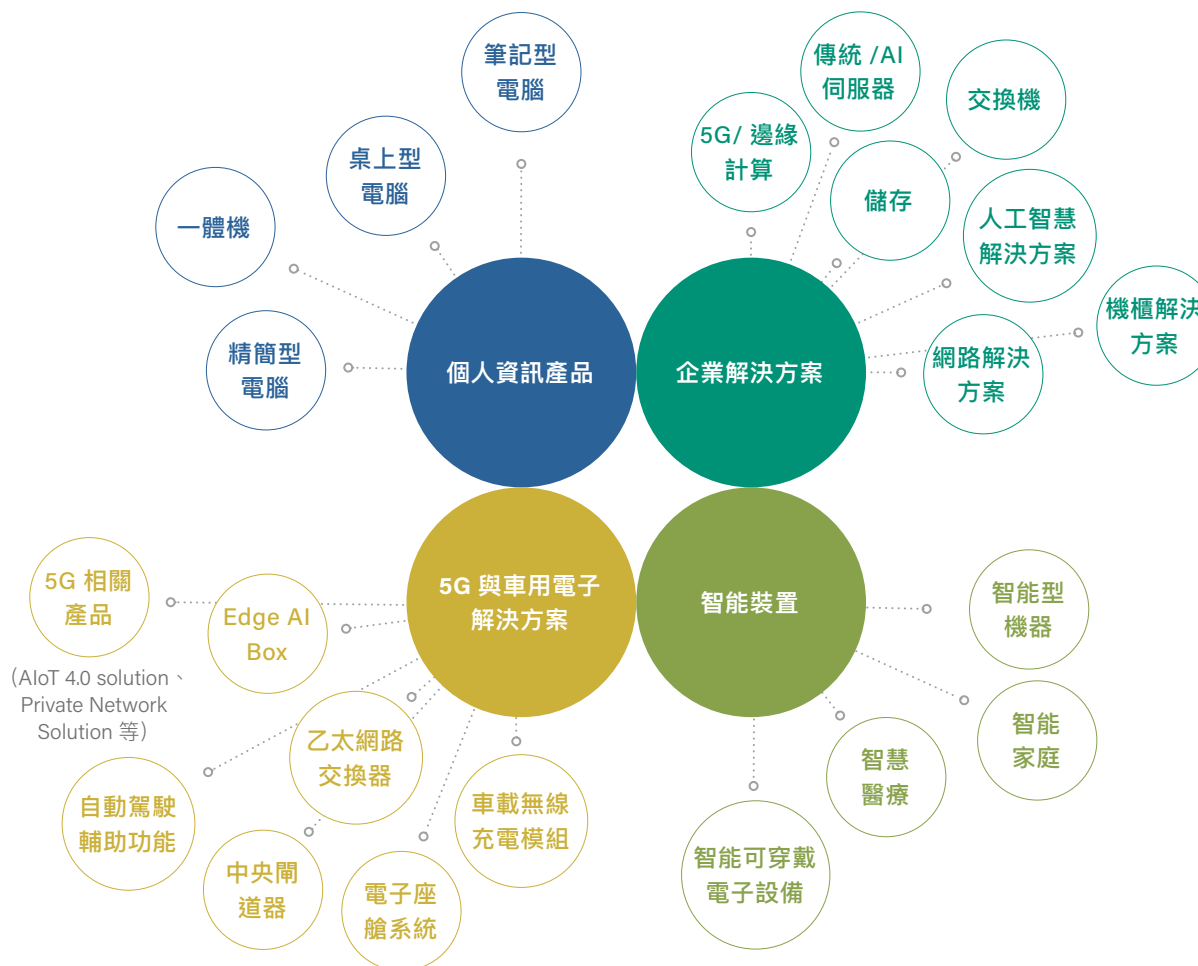 筆記型
電腦
桌上型
電腦
一體機
精簡型
電腦
個人資訊產品
傳統 /AI
伺服器
5G/ 邊緣
計算
交換機
儲存
人工智慧
解決方案
機櫃解決
方案
網路解決
方案
企業解決方案
5G 與車用電子
解決方案
5G 相關
產品
(AIoT 4.0 solution、
Private Network
Solution 等)
Edge AI
Box
乙太網路
交換器
自動駕駛
輔助功能
中央閘
道器
電子座
艙系統
車載無線
充電模組
智能裝置
智能型
機器
智能
家庭
智慧
醫療
智能可穿戴
電子設備